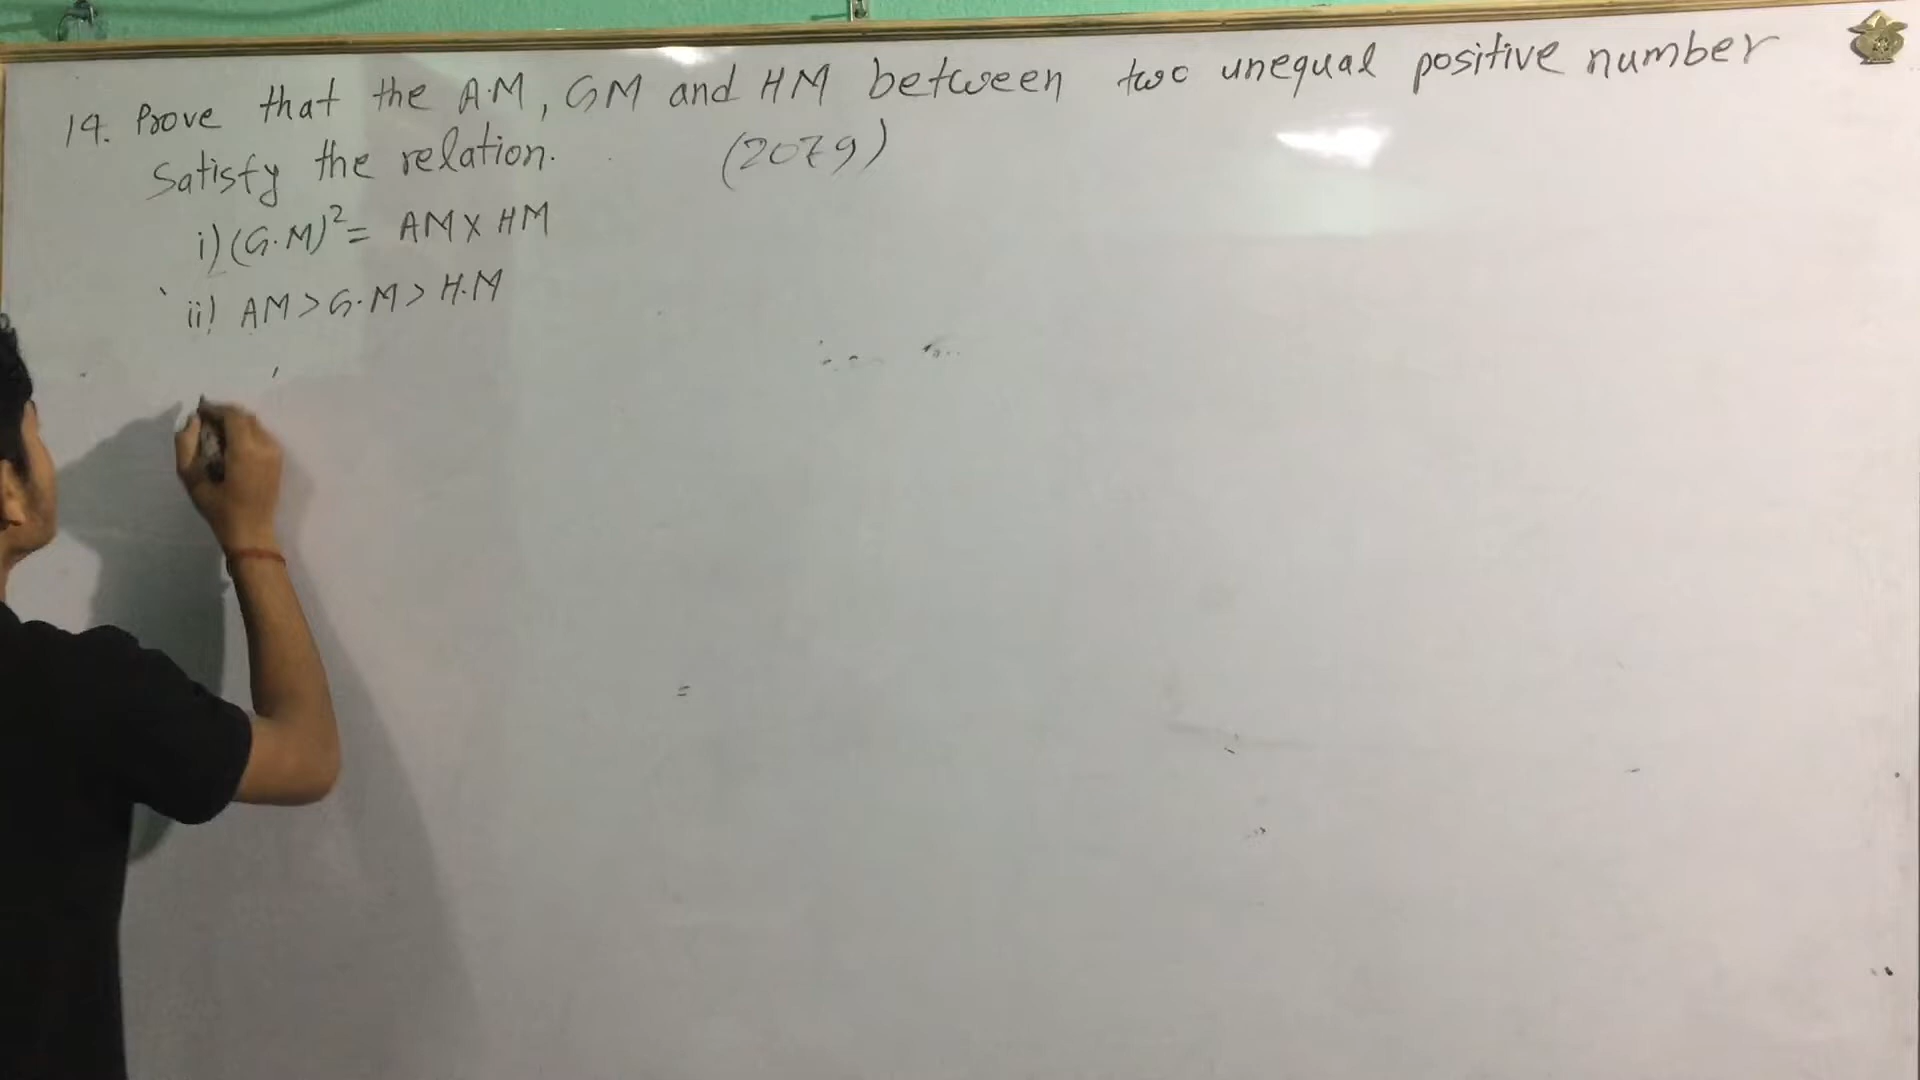 14. Prove that the A.M, GM and HM between two unequal positive number
Satisfy the relation. (2079)
i) (G.M)² = AM X HM
ii) AM > G.M > H.M